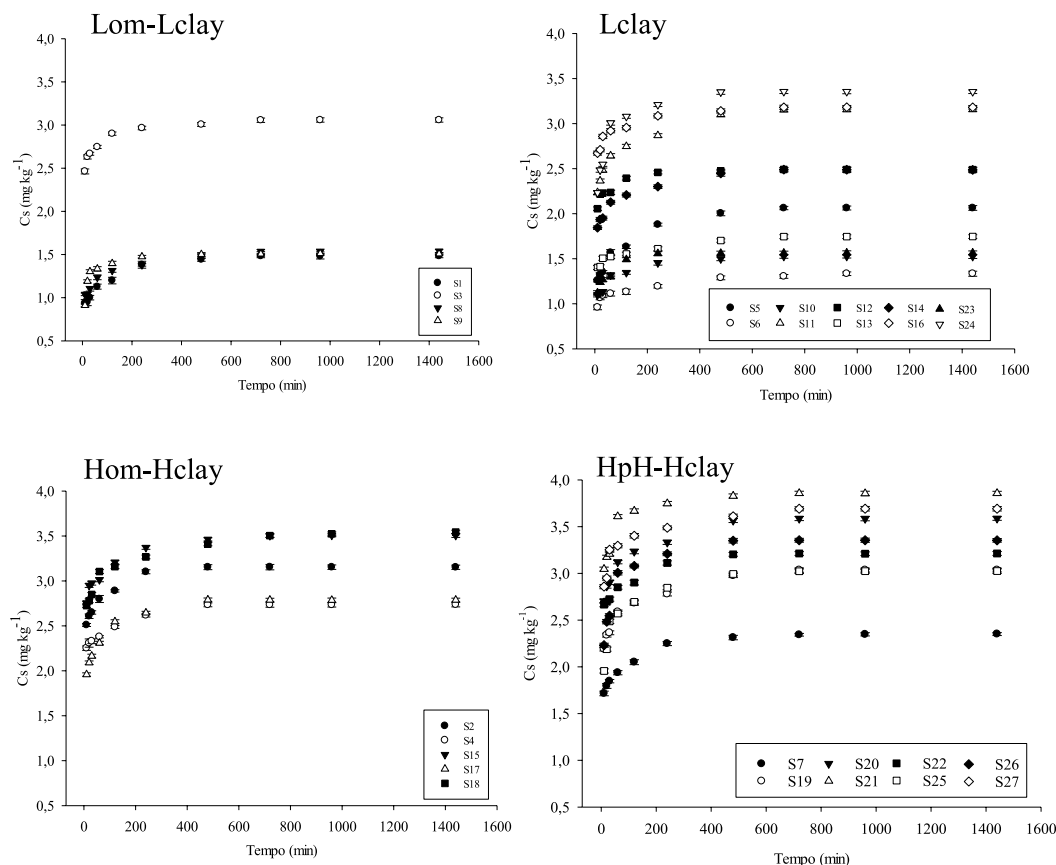 Lom-Lclay
4,0
3,5
3,0
2,5
2,0
1,5
1,0
0,5
Cs (mg kg⁻¹)
0 200 400 600 800 1000 1200 1400 1600
Tempo (min)
S1
S3
S8
S9
Lclay
4,0
3,5
3,0
2,5
2,0
1,5
1,0
0,5
Cs (mg kg⁻¹)
0 200 400 600 800 1000 1200 1400 1600
Tempo (min)
S5 S10 S12 S14 S23
S6 S11 S13 S16 S24
Hom-Hclay
4,0
3,5
3,0
2,5
2,0
1,5
1,0
0,5
Cs (mg kg⁻¹)
0 200 400 600 800 1000 1200 1400 1600
Tempo (min)
S2
S4
S15
S17
S18
HpH-Hclay
4,0
3,5
3,0
2,5
2,0
1,5
1,0
0,5
Cs (mg kg⁻¹)
0 200 400 600 800 1000 1200 1400 1600
Tempo (min)
S7 S20 S22 S26
S19 S21 S25 S27